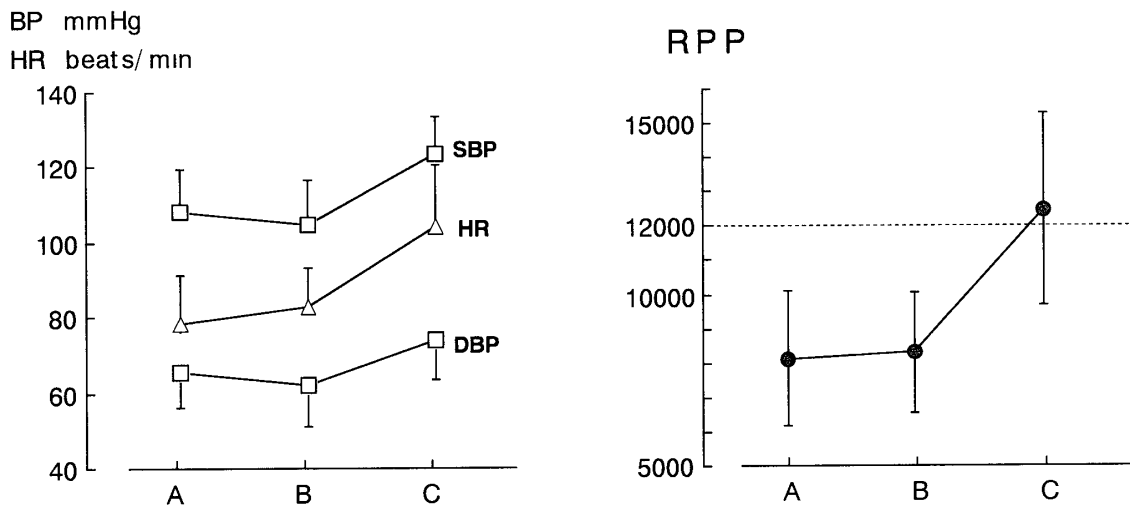 BP mmHg
HR beats/min
140
120
100
80
60
40
SBP
HR
DBP
A B C
RPP
15000
12000
10000
5000
A B C